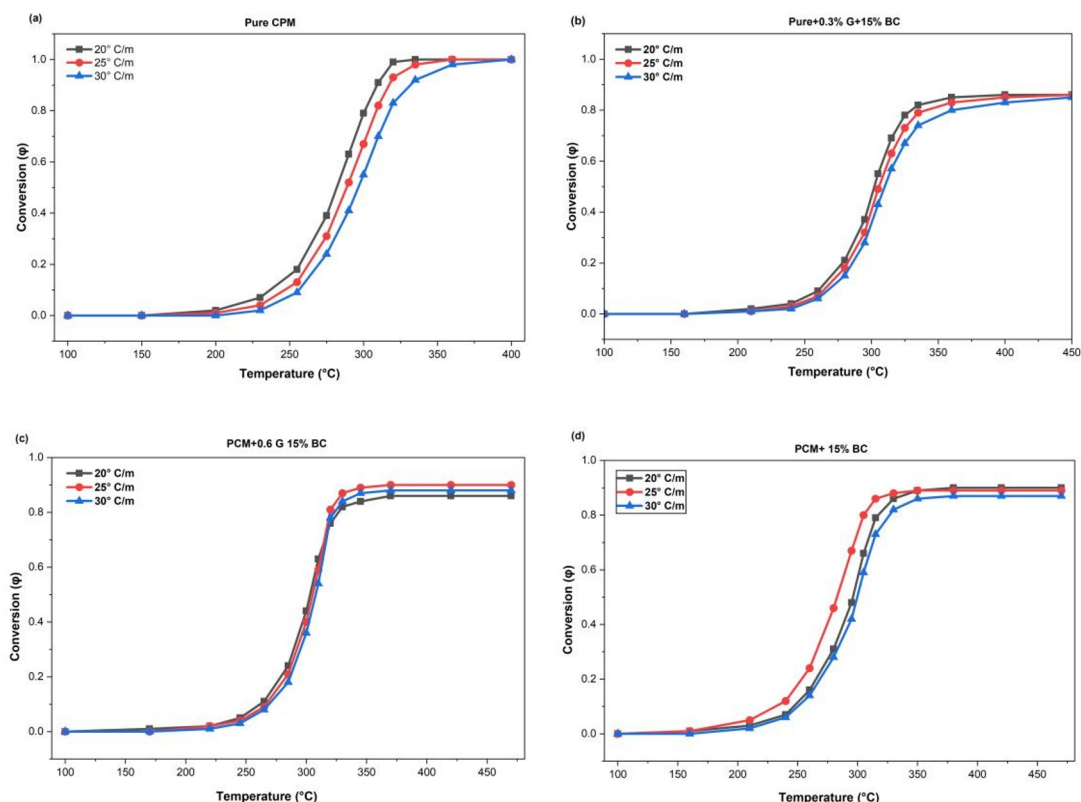 (a)
Pure CPM
20° C/m
25° C/m
30° C/m
1.0
0.8
0.6
0.4
0.2
0.0
Conversion (φ)
100 150 200 250 300 350 400
Temperature (°C)
(b)
Pure+0.3% G+15% BC
20° C/m
25° C/m
30° C/m
1.0
0.8
0.6
0.4
0.2
0.0
Conversion (φ)
100 150 200 250 300 350 400 450
Temperature (°C)
(c)
PCM+0.6 G 15% BC
1.0
20° C/m
25° C/m
30° C/m
0.8
0.6
0.4
0.2
0.0
Conversion (φ)
100 150 200 250 300 350 400 450
Temperature (°C)
(d)
PCM+ 15% BC
1.0
20° C/m
25° C/m
30° C/m
0.8
0.6
0.4
0.2
0.0
Conversion (φ)
100 150 200 250 300 350 400 450
Temperature (°C)